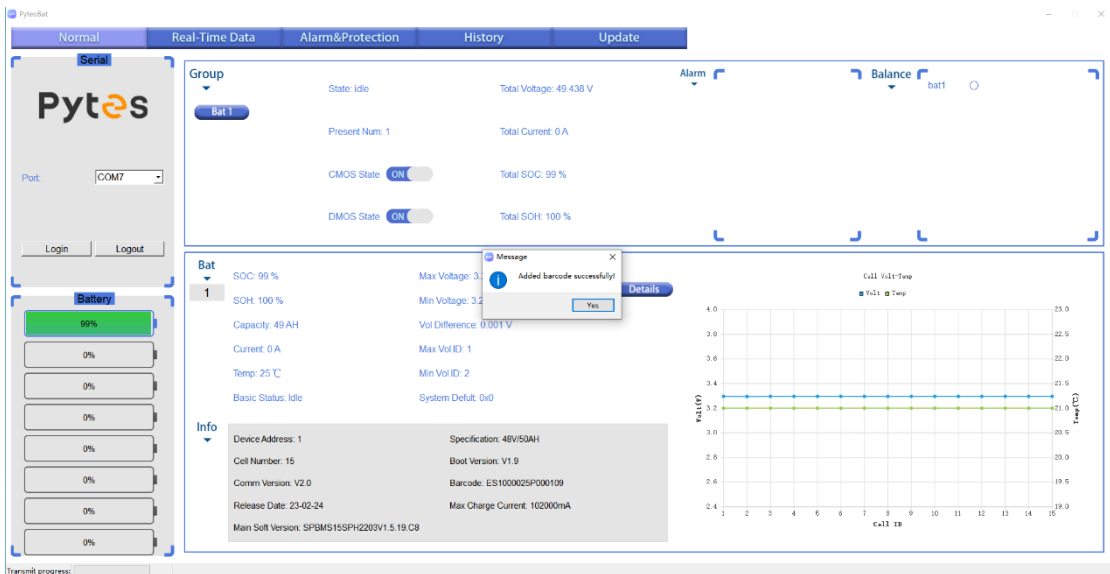 PytesBat
Normal
Real-Time Data
Alarm&Protection
History
Update
Serial
Pytes
Port:
COM7
Login
Logout
Battery
99%
0%
0%
0%
0%
0%
0%
0%
Transmit progress:
Group
Bat 1
State: idle
Total Voltage: 49.438 V
Present Num: 1
Total Current: 0 A
CMOS State ON
Total SOC: 99 %
DMOS State ON
Total SOH: 100 %
Alarm
Balance
bat1
Bat
1
SOC: 99 %
Max Voltage: 3.
SOH: 100 %
Min Voltage: 3.2
Capacity: 49 AH
Vol Difference: 0.001 V
Current: 0 A
Max Vol ID: 1
Temp: 25 ℃
Min Vol ID: 2
Basic Status: Idle
System Defult: 0x0
Details
Message
Added barcode successfully!
Yes
Info
Device Address: 1
Specification: 48V/50AH
Cell Number: 15
Boot Version: V1.9
Comm Version: V2.0
Barcode: ES1000025P000109
Release Date: 23-02-24
Max Charge Current: 102000mA
Main Soft Version: SPBMS15SPH2203V1.5.19.C8
Cell Volt-Temp
Volt Temp
Volt(V)
4.0
3.8
3.6
3.4
3.2
3.0
2.8
2.6
2.4
23.0
22.5
22.0
21.5
21.0
20.5
20.0
19.5
19.0
Temp(℃)
1 2 3 4 5 6 7 8 9 10 11 12 13 14 15
Cell ID